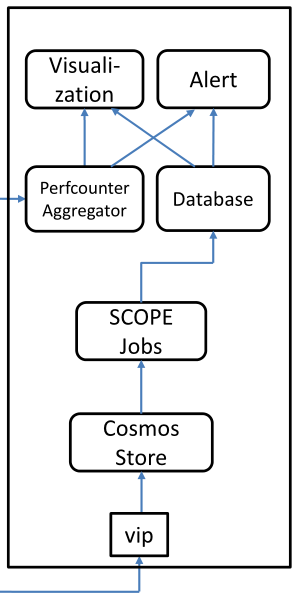 Visuali-
zation
Alert
Perfcounter
Aggregator
Database
SCOPE
Jobs
Cosmos
Store
vip